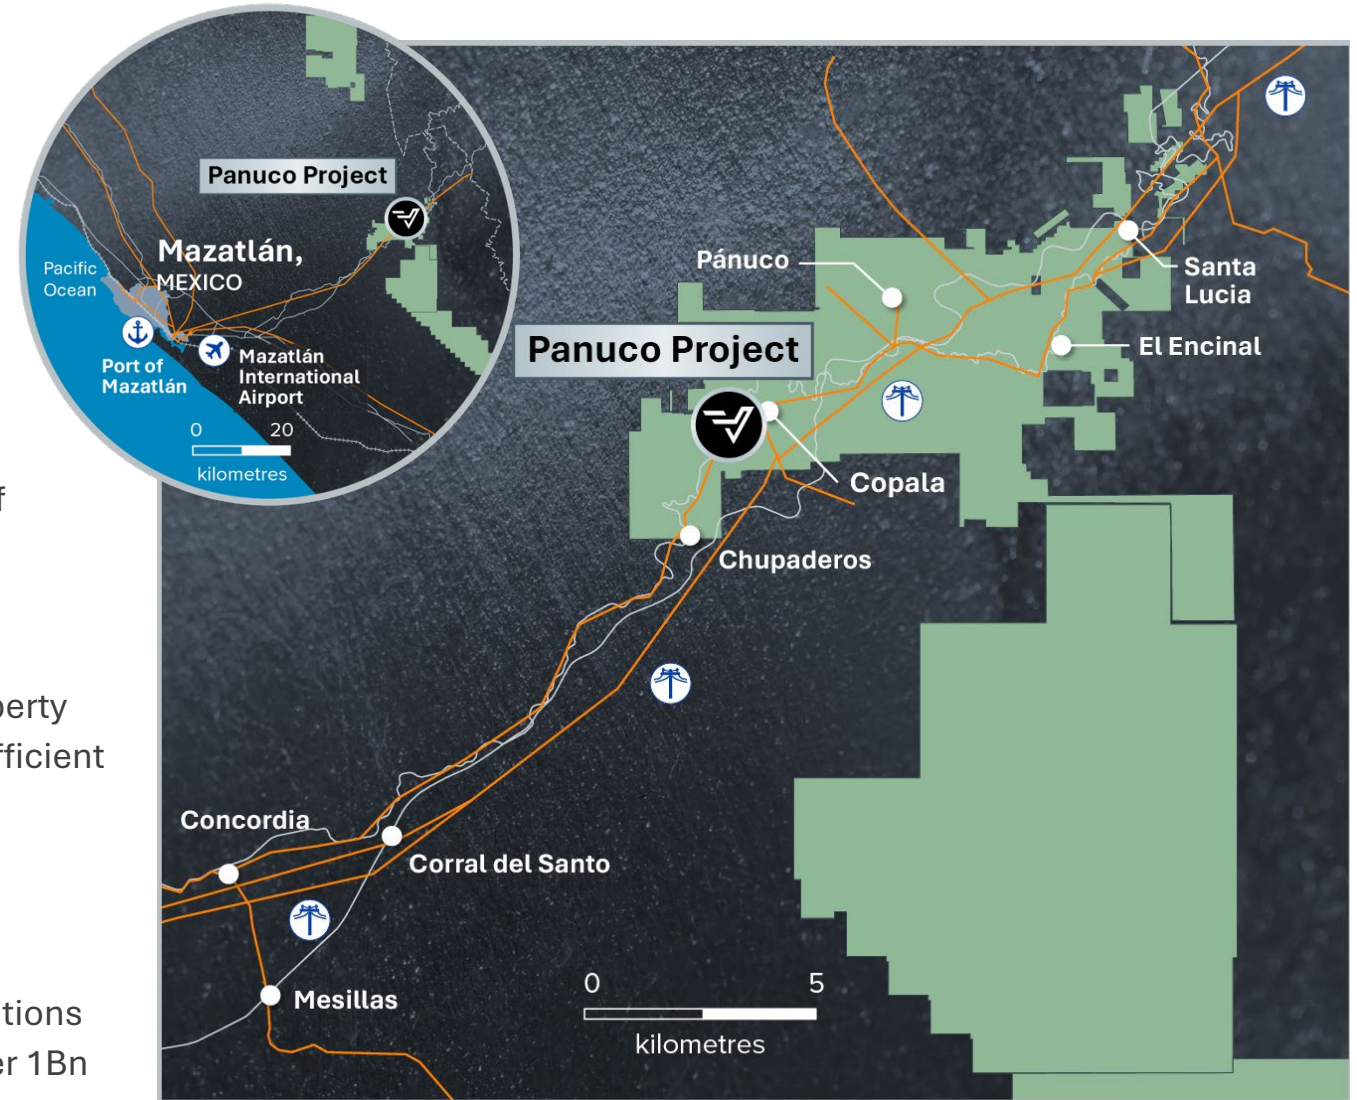 Panuco Project
Mazatlán,
MEXICO
Pacific
Ocean
Port of
Mazatlán
Mazatlán
International
Airport
0 20
kilometres
Pánuco
Santa
Lucia
Panuco Project
El Encinal
Copala
Chupaderos
Concordia
Corral del Santo
Mesillas
0 5
kilometres
f
perty
fficient
tions
er 1Bn